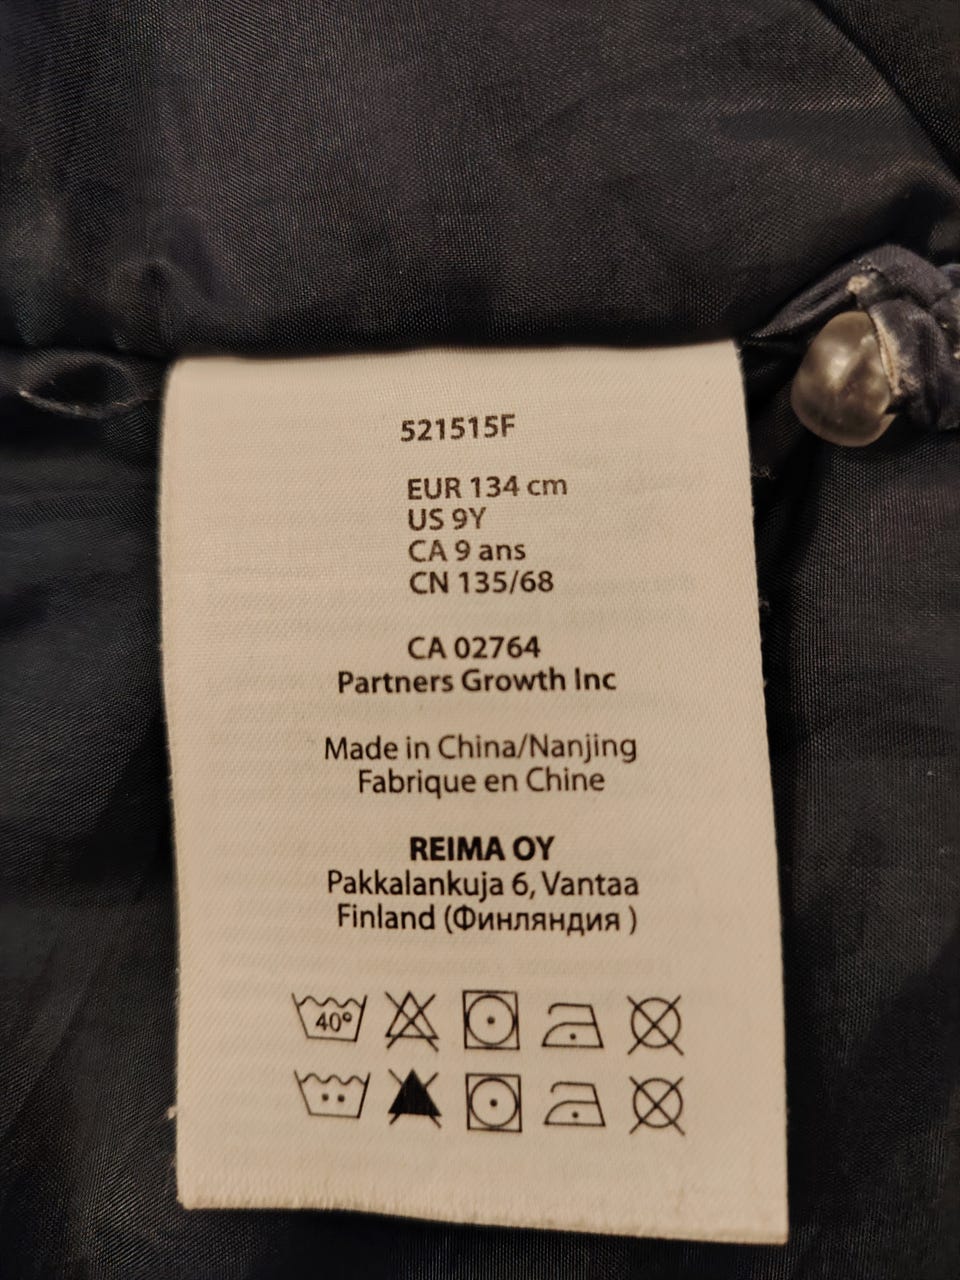 521515F
EUR 134 cm
US 9Y
CA 9 ans
CN 135/68
CA 02764
Partners Growth Inc
Made in China/Nanjing
Fabrique en Chine
REIMA OY
Pakkalankuja 6, Vantaa
Finland (Финляндия )
40°